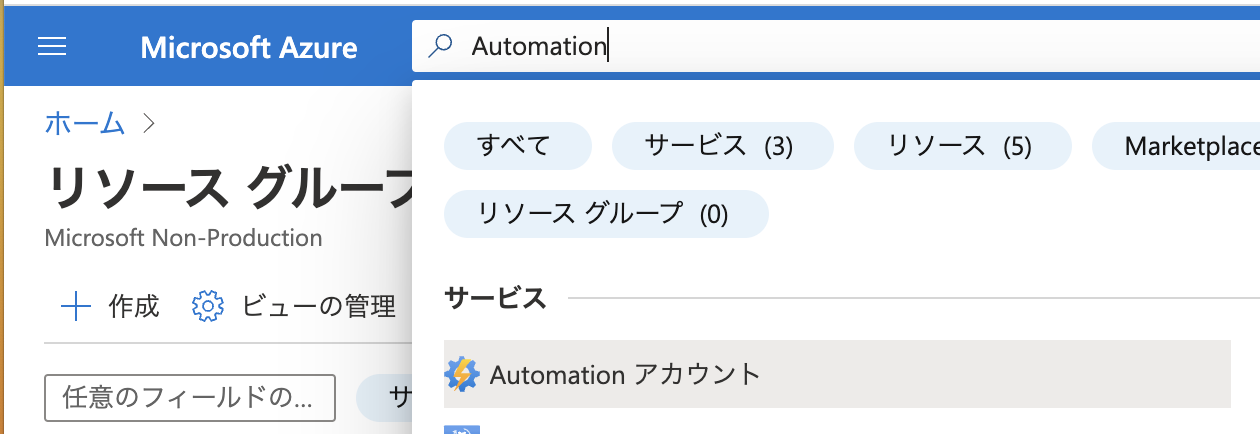 Microsoft Azure
Automation
ホーム
すべて
サービス (3)
リソース (5)
Marketplace
リソース グループ
リソース グループ (0)
Microsoft Non-Production
作成
ビューの管理
サービス
Automation アカウント
任意のフィールドの...
サ